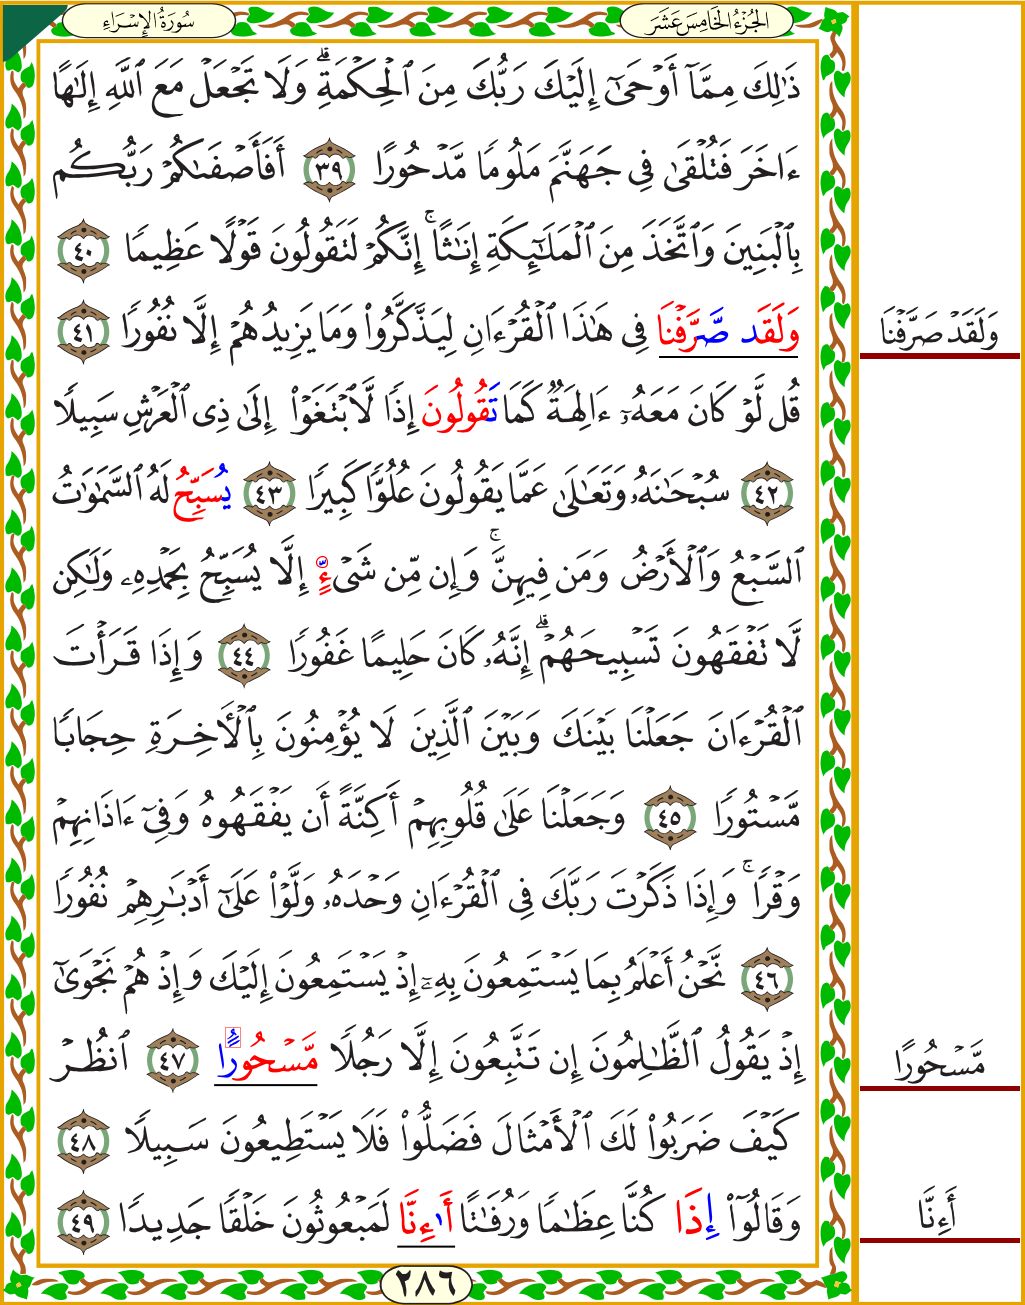 الجُزْءُ الخَامِسَ عَشَرَ
سُورَةُ الإِسْرَاءِ
ذَٰلِكَ مِمَّآ أَوۡحَىٰٓ إِلَيۡكَ رَبُّكَ مِنَ ٱلۡحِكۡمَةِۗ وَلَا تَجۡعَلۡ مَعَ ٱللَّهِ إِلَٰهًا
ءَاخَرَ فَتُلۡقَىٰ فِي جَهَنَّمَ مَلُومٗا مَّدۡحُورًا ٣٩ أَفَأَصۡفَىٰكُمۡ رَبُّكُم
بِٱلۡبَنِينَ وَٱتَّخَذَ مِنَ ٱلۡمَلَٰٓئِكَةِ إِنَٰثًاۚ إِنَّكُمۡ لَتَقُولُونَ قَوۡلًا عَظِيمٗا ٤٠
وَلَقَد صَّرَّفۡنَا فِي هَٰذَا ٱلۡقُرۡءَانِ لِيَذَّكَّرُواْ وَمَا يَزِيدُهُمۡ إِلَّا نُفُورٗا ٤١
وَلَقَدۡ صَرَّفۡنَا
قُل لَّوۡ كَانَ مَعَهُۥٓ ءَالِهَةٞ كَمَا تَقُولُونَ إِذٗا لَّٱبۡتَغَوۡاْ إِلَىٰ ذِي ٱلۡعَرۡشِ سَبِيلٗا
٤٢ سُبۡحَٰنَهُۥ وَتَعَٰلَىٰ عَمَّا يَقُولُونَ عُلُوّٗا كَبِيرٗا ٤٣ يُسَبِّحُ لَهُ ٱلسَّمَٰوَٰتُ
ٱلسَّبۡعُ وَٱلۡأَرۡضُ وَمَن فِيهِنَّۚ وَإِن مِّن شَيۡءٍ إِلَّا يُسَبِّحُ بِحَمۡدِهِۦ وَلَٰكِن
لَّا تَفۡقَهُونَ تَسۡبِيحَهُمۡۗ إِنَّهُۥ كَانَ حَلِيمًا غَفُورٗا ٤٤ وَإِذَا قَرَأۡتَ
ٱلۡقُرۡءَانَ جَعَلۡنَا بَيۡنَكَ وَبَيۡنَ ٱلَّذِينَ لَا يُؤۡمِنُونَ بِٱلۡأٓخِرَةِ حِجَابٗا
مَّسۡتُورٗا ٤٥ وَجَعَلۡنَا عَلَىٰ قُلُوبِهِمۡ أَكِنَّةً أَن يَفۡقَهُوهُ وَفِيٓ ءَاذَانِهِمۡ
وَقۡرٗاۚ وَإِذَا ذَكَرۡتَ رَبَّكَ فِي ٱلۡقُرۡءَانِ وَحۡدَهُۥ وَلَّوۡاْ عَلَىٰٓ أَدۡبَٰرِهِمۡ نُفُورٗا
٤٦ نَّحۡنُ أَعۡلَمُ بِمَا يَسۡتَمِعُونَ بِهِۦٓ إِذۡ يَسۡتَمِعُونَ إِلَيۡكَ وَإِذۡ هُمۡ نَجۡوَىٰٓ
إِذۡ يَقُولُ ٱلظَّٰلِمُونَ إِن تَتَّبِعُونَ إِلَّا رَجُلٗا مَّسۡحُورًا ٤٧ ٱنظُرۡ
مَّسۡحُورًا
كَيۡفَ ضَرَبُواْ لَكَ ٱلۡأَمۡثَالَ فَضَلُّواْ فَلَا يَسۡتَطِيعُونَ سَبِيلٗا ٤٨
وَقَالُوٓاْ إِذَا كُنَّا عِظَٰمٗا وَرُفَٰتًا أَا۬ءِنَّا لَمَبۡعُوثُونَ خَلۡقٗا جَدِيدٗا ٤٩
أَءِنَّا
٢٨٦